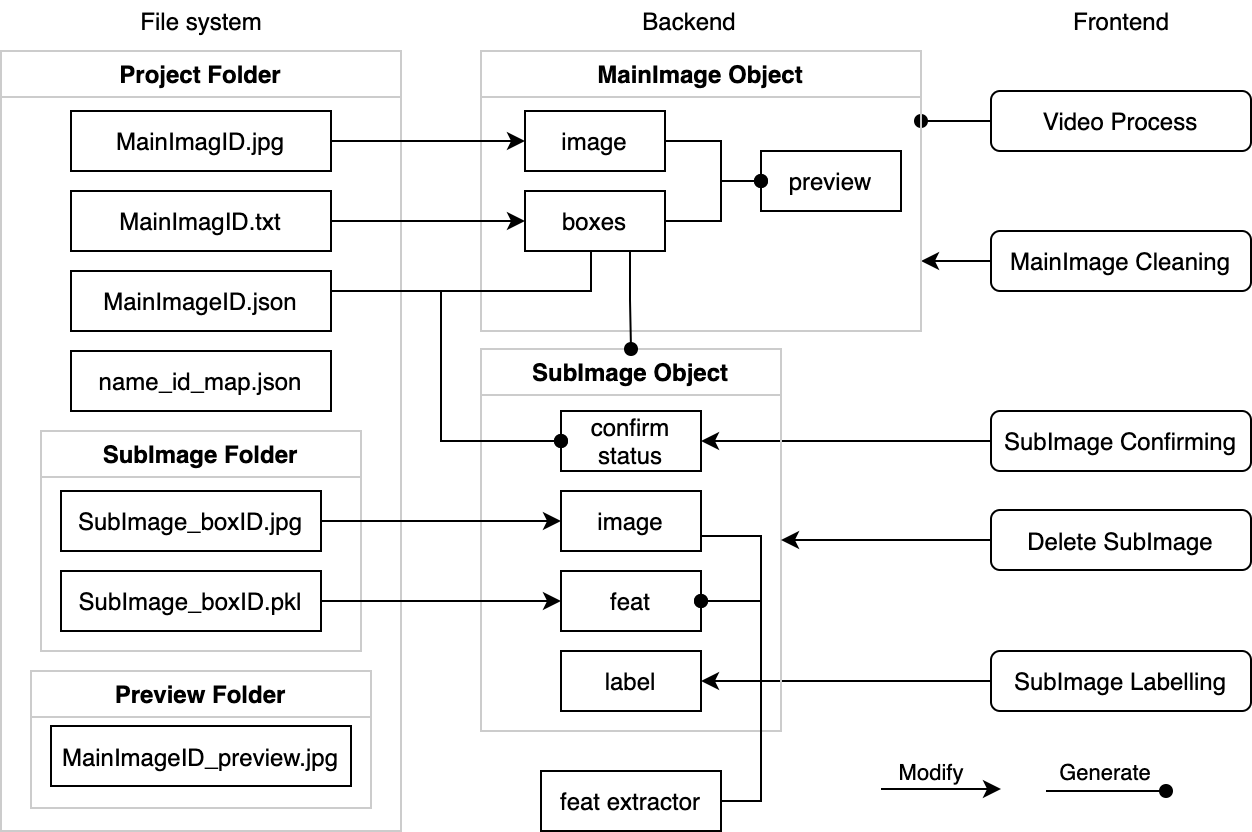 File system
Backend
Frontend
Project Folder
MainImagID.jpg
MainImagID.txt
MainImageID.json
name_id_map.json
SubImage Folder
SubImage_boxID.jpg
SubImage_boxID.pkl
Preview Folder
MainImageID_preview.jpg
MainImage Object
image
boxes
preview
SubImage Object
confirm
status
image
feat
label
feat extractor
Video Process
MainImage Cleaning
SubImage Confirming
Delete SubImage
SubImage Labelling
Modify
Generate